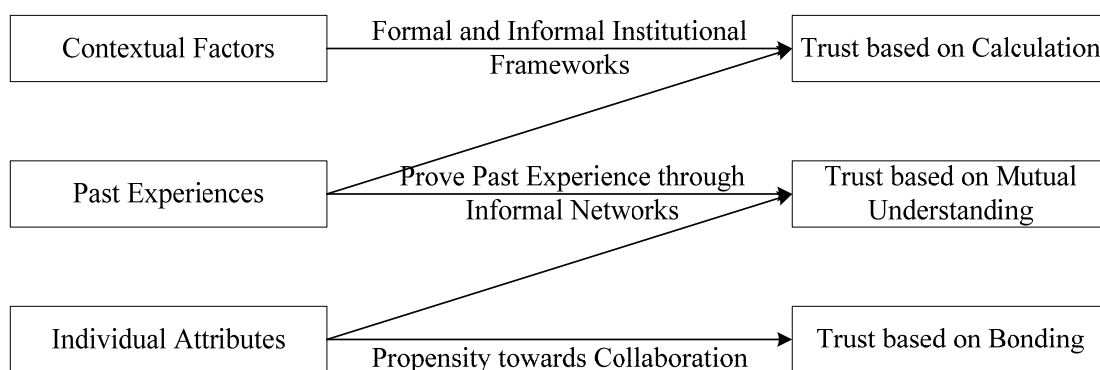 Contextual Factors
Formal and Informal Institutional
Frameworks
Trust based on Calculation
Past Experiences
Prove Past Experience through
Informal Networks
Trust based on Mutual
Understanding
Individual Attributes
Propensity towards Collaboration
Trust based on Bonding